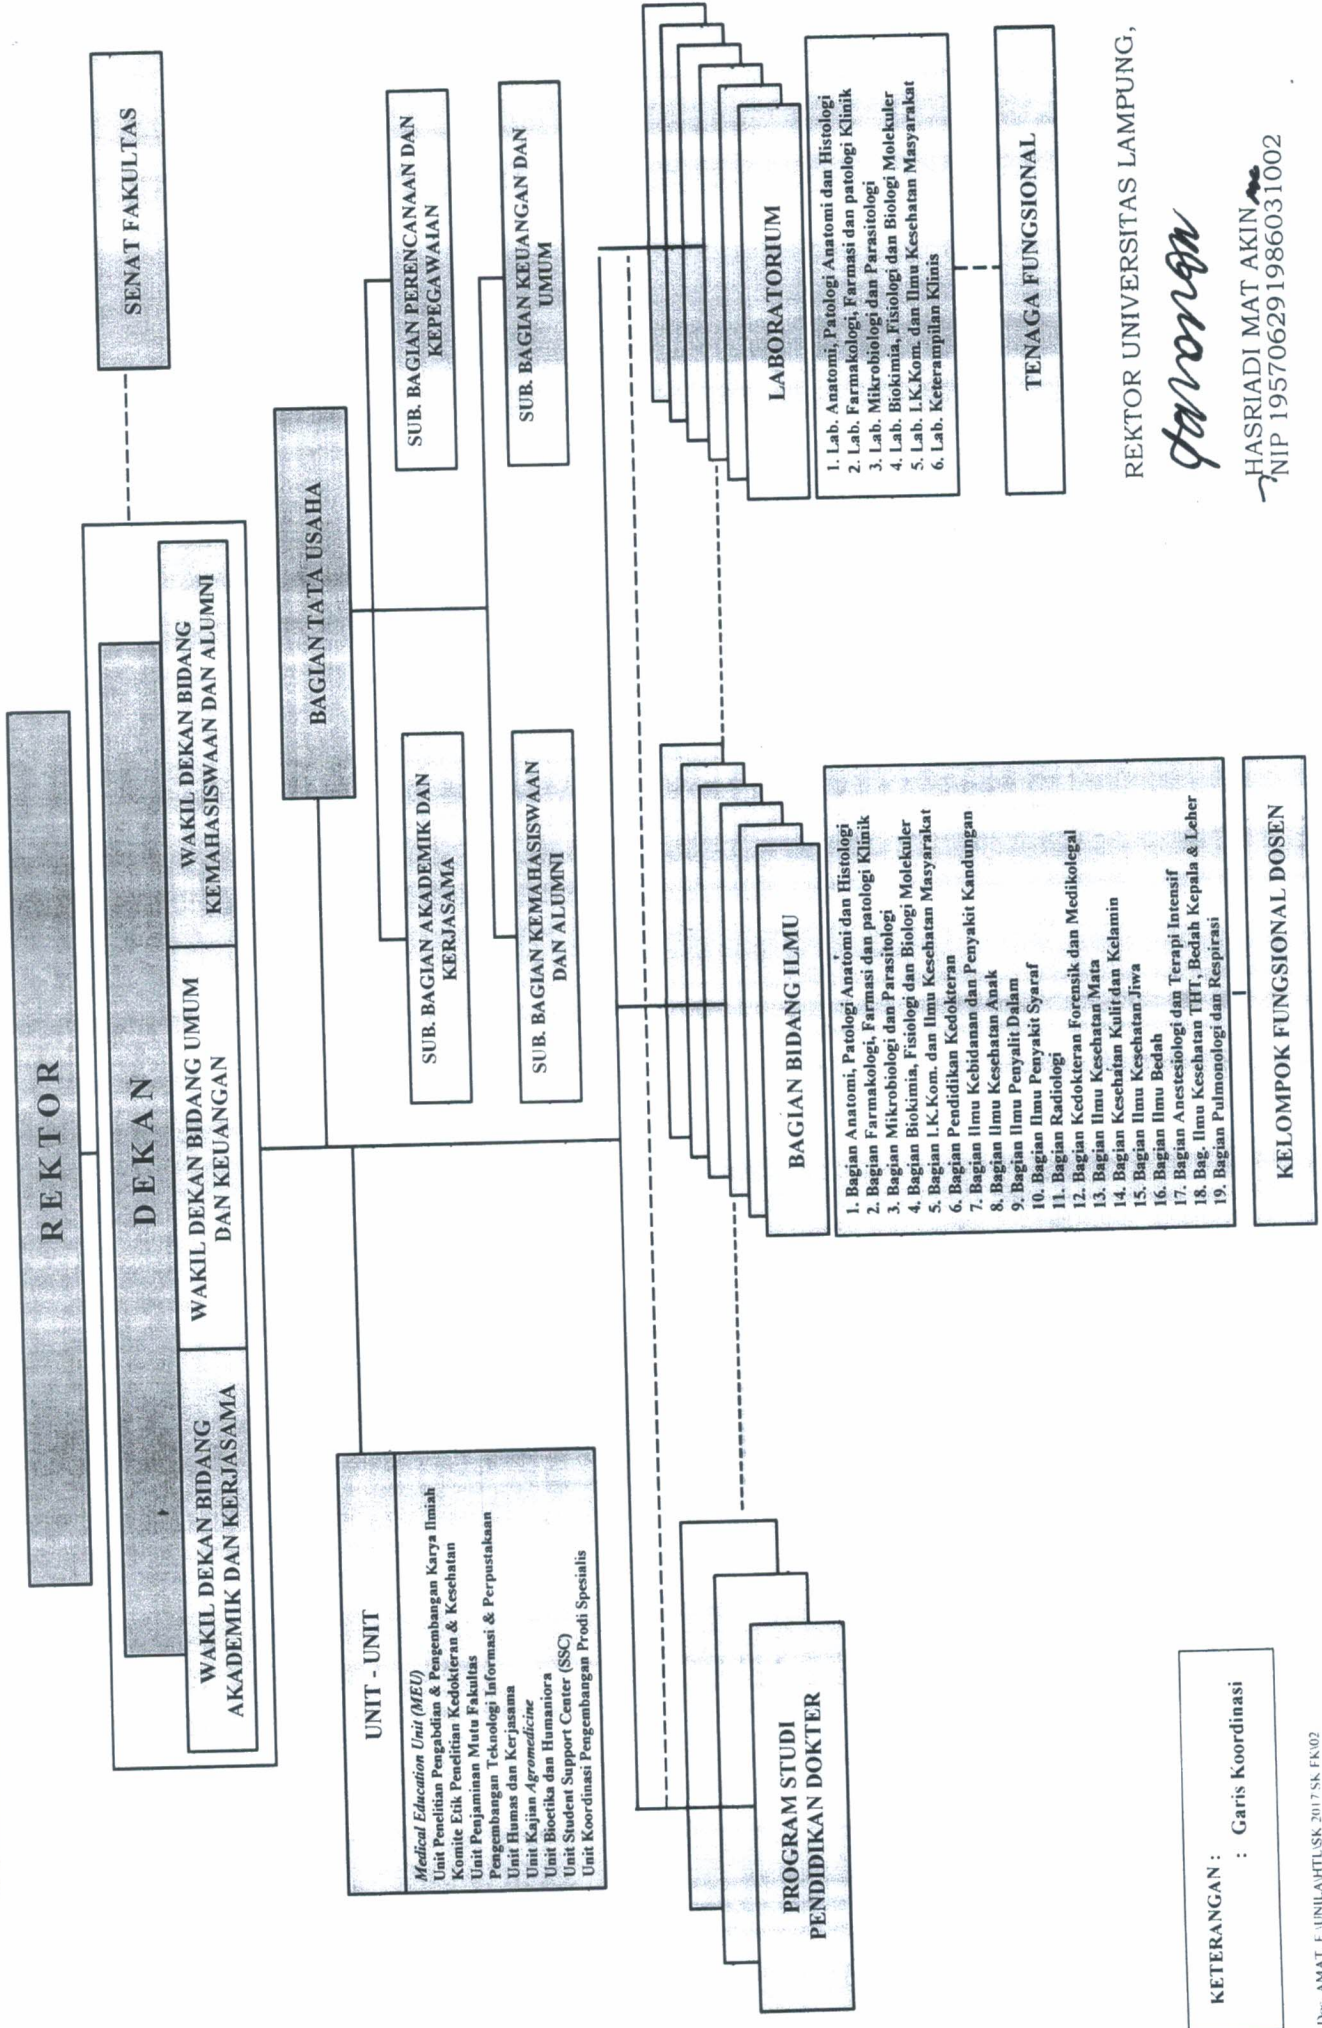 REKTOR
DEKAN
WAKIL DEKAN BIDANG
AKADEMIK DAN KERJASAMA
WAKIL DEKAN BIDANG UMUM
DAN KEUANGAN
WAKIL DEKAN BIDANG
KEMAHASISWAAN DAN ALUMNI
SENAT FAKULTAS
BAGIAN TATA USAHA
SUB. BAGIAN AKADEMIK DAN
KERJASAMA
SUB. BAGIAN PERENCANAAN DAN
KEPEGAWAIAN
SUB. BAGIAN KEMAHASISWAAN
DAN ALUMNI
SUB. BAGIAN KEUANGAN DAN
UMUM
UNIT - UNIT
Medical Education Unit (MEU)
Unit Penelitian Pengabdian & Pengembangan Karya Ilmiah
Komite Etik Penelitian Kedokteran & Kesehatan
Unit Penjaminan Mutu Fakultas
Pengembangan Teknologi Informasi & Perpustakaan
Unit Humas dan Kerjasama
Unit Kajian Agromedicine
Unit Bioetika dan Humaniora
Unit Student Support Center (SSC)
Unit Koordinasi Pengembangan Prodi Spesialis
PROGRAM STUDI
PENDIDIKAN DOKTER
BAGIAN BIDANG ILMU
1. Bagian Anatomi, Patologi Anatomi dan Histologi
2. Bagian Farmakologi, Farmasi dan patologi Klinik
3. Bagian Mikrobiologi dan Parasitologi
4. Bagian Biokimia, Fisiologi dan Biologi Molekuler
5. Bagian I.K.Kom. dan Ilmu Kesehatan Masyarakat
6. Bagian Pendidikan Kedokteran
7. Bagian Ilmu Kebidanan dan Penyakit Kandungan
8. Bagian Ilmu Kesehatan Anak
9. Bagian Ilmu Penyalit Dalam
10. Bagian Ilmu Penyakit Syaraf
11. Bagian Radiologi
12. Bagian Kedokteran Forensik dan Medikolegal
13. Bagian Ilmu Kesehatan Mata
14. Bagian Kesehatan Kulit dan Kelamin
15. Bagian Ilmu Kesehatan Jiwa
16. Bagian Ilmu Bedah
17. Bagian Anestesiologi dan Terapi Intensif
18. Bag. Ilmu Kesehatan THT, Bedah Kepala & Leher
19. Bagian Pulmonologi dan Respirasi
KELOMPOK FUNGSIONAL DOSEN
LABORATORIUM
1. Lab. Anatomi, Patologi Anatomi dan Histologi
2. Lab. Farmakologi, Farmasi dan patologi Klinik
3. Lab. Mikrobiologi dan Parasitologi
4. Lab. Biokimia, Fisiologi dan Biologi Molekuler
5. Lab. I.K.Kom. dan Ilmu Kesehatan Masyarakat
6. Lab. Keterampilan Klinis
TENAGA FUNGSIONAL
REKTOR UNIVERSITAS LAMPUNG,
HASRIADI MAT AKIN
NIP 195706291986031002
KETERANGAN :
: Garis Koordinasi